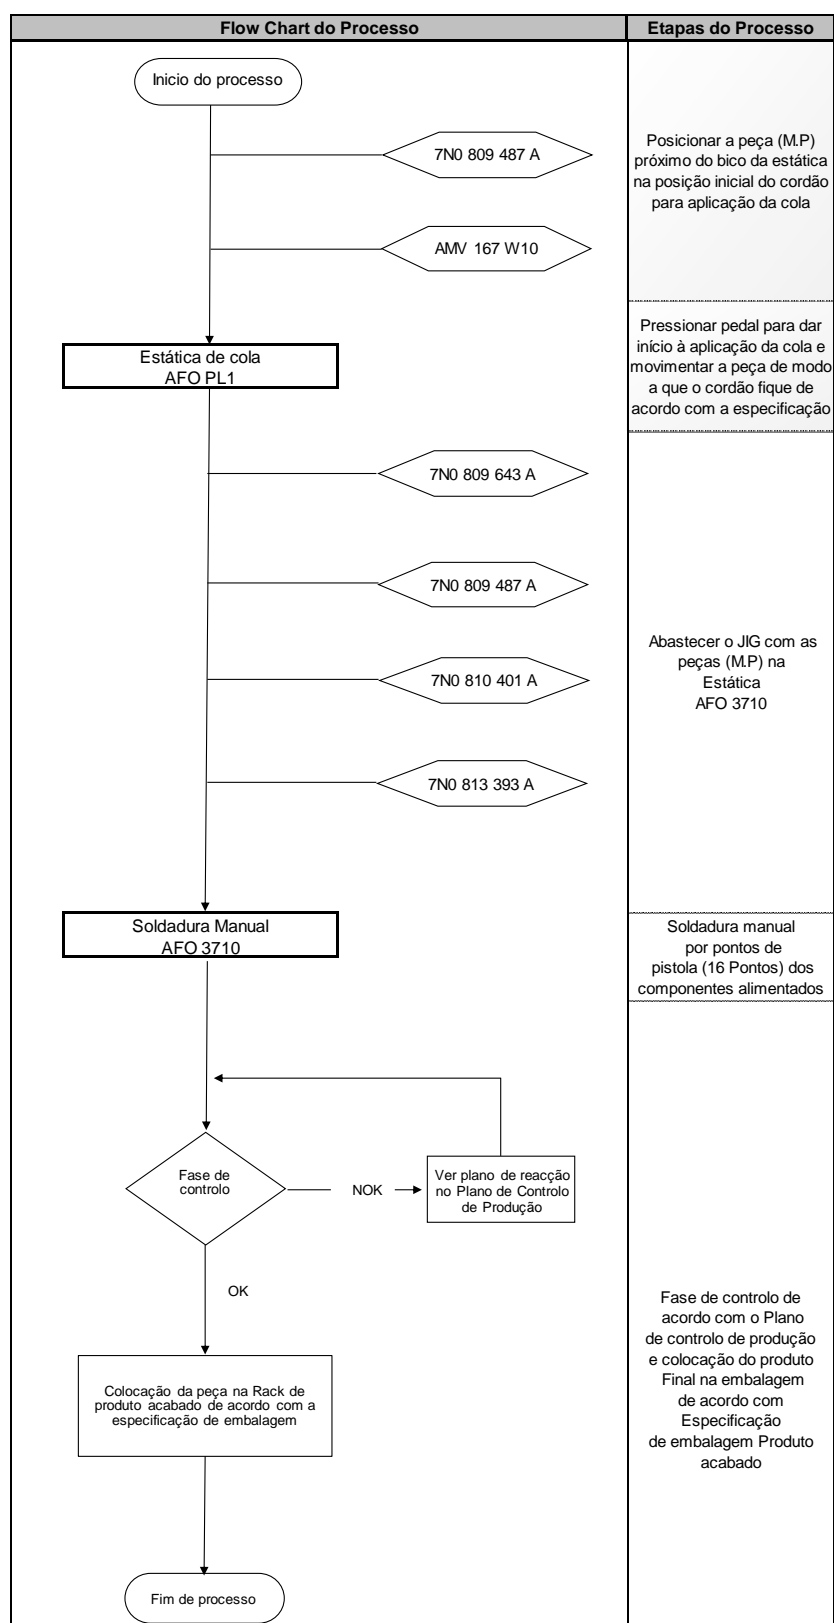 Flow Chart do Processo
Etapas do Processo
Inicio do processo
7N0 809 487 A
AMV 167 W10
Posicionar a peça (M.P)
próximo do bico da estática
na posição inicial do cordão
para aplicação da cola
Estática de cola
AFO PL1
Pressionar pedal para dar
início à aplicação da cola e
movimentar a peça de modo
a que o cordão fique de
acordo com a especificação
7N0 809 643 A
7N0 809 487 A
7N0 810 401 A
7N0 813 393 A
Abastecer o JIG com as
peças (M.P) na
Estática
AFO 3710
Soldadura Manual
AFO 3710
Soldadura manual
por pontos de
pistola (16 Pontos) dos
componentes alimentados
Fase de
controlo
NOK
Ver plano de reacção
no Plano de Controlo
de Produção
OK
Colocação da peça na Rack de
produto acabado de acordo com a
especificação de embalagem
Fase de controlo de
acordo com o Plano
de controlo de produção
e colocação do produto
Final na embalagem
de acordo com
Especificação
de embalagem Produto
acabado
Fim de processo